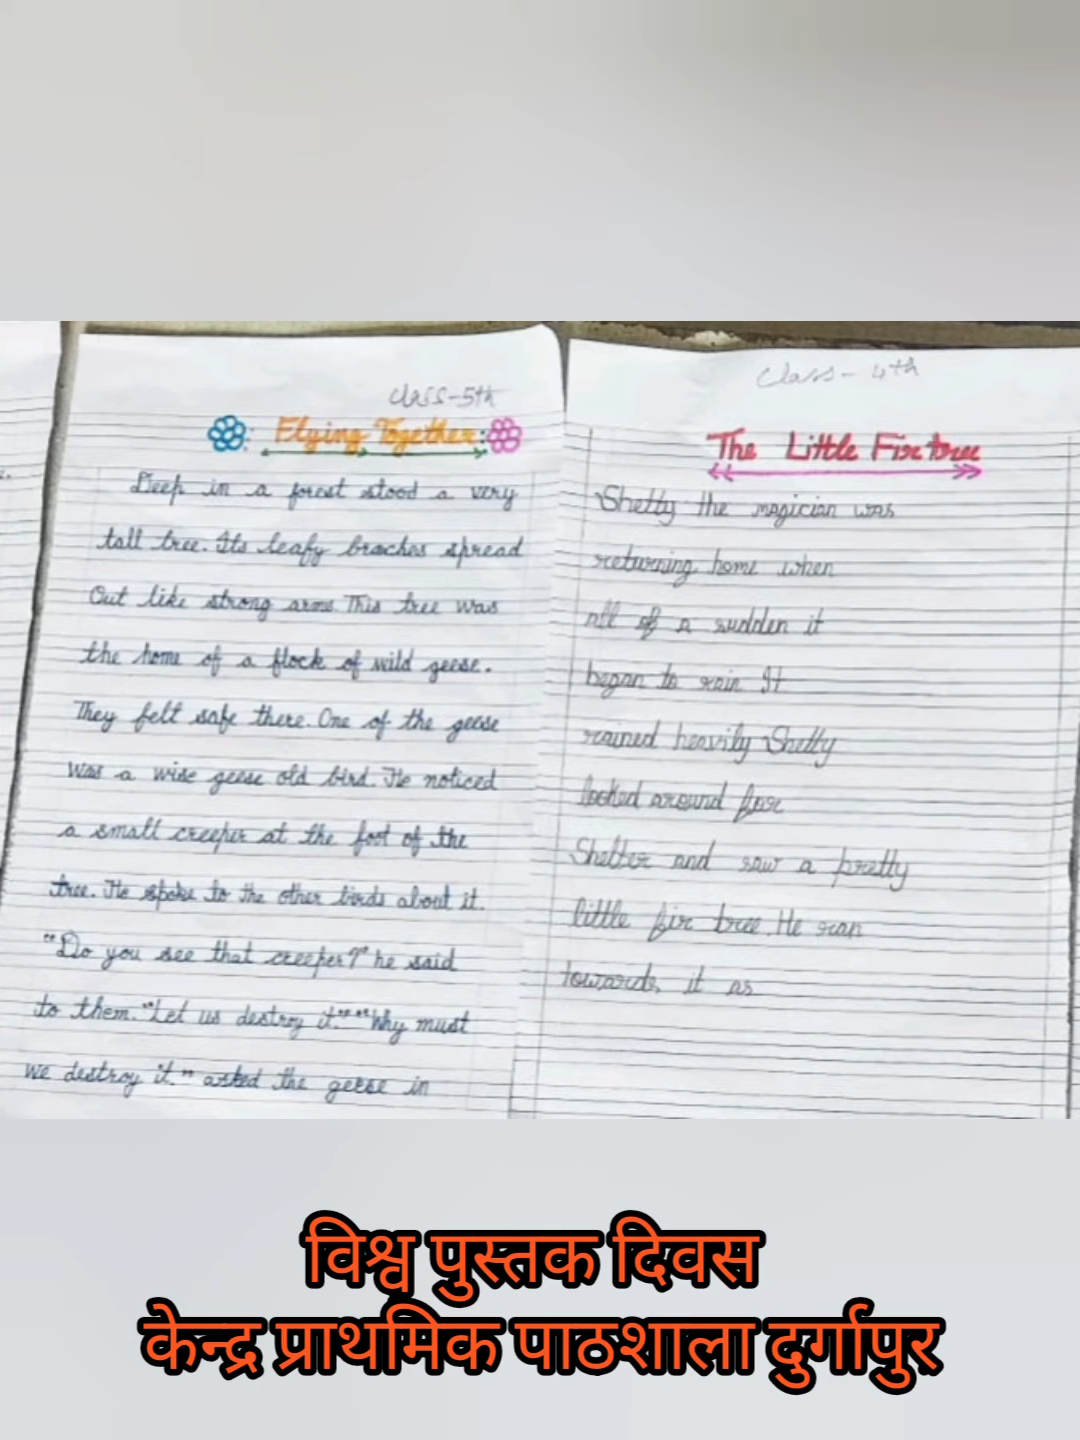 Class-5th
Flying Together:
Deep in a forest stood a very
tall tree. Its leafy braches spread
Out like strong arms. This tree was
the home of a flock of wild geese.
They felt safe there. One of the geese
was a wise geese old bird. He noticed
a small creeper at the foot of the
tree. He spoke to the other birds about it.
"Do you see that creeper?" he said
to them. "Let us destroy it." "Why must
we destroy it." asked the geese in
Class- 4th
The Little Fir tree
Shetty the magician was
returning home when
all of a sudden it
began to rain It
rained heavily Shetty
looked around for
Shelter and saw a pretty
little fir tree. He ran
towards it as
विश्व पुस्तक दिवस
केन्द्र प्राथमिक पाठशाला दुर्गापुर